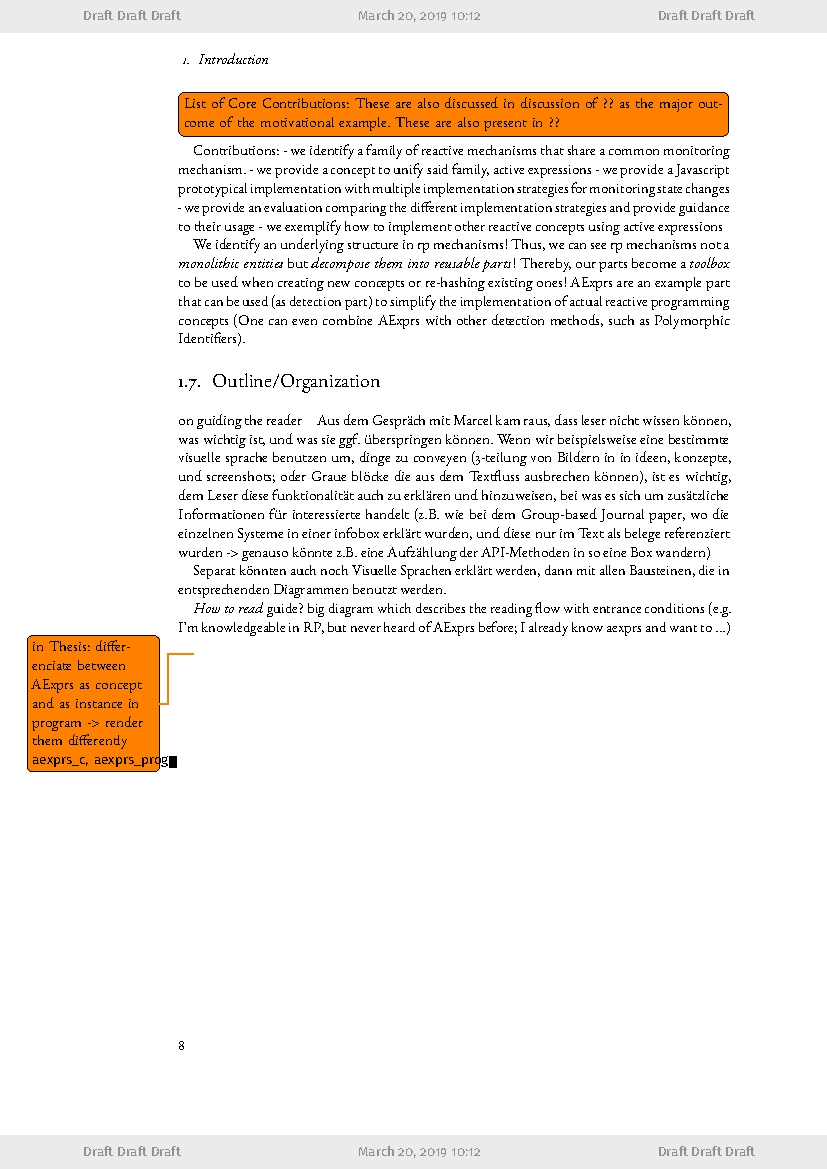 Draft Draft Draft March 20, 2019 10:12 Draft Draft Draft
1. Introduction
List of Core Contributions: These are also discussed in discussion of ?? as the major out-
come of the motivational example. These are also present in ??
Contributions: - we identify a family of reactive mechanisms that share a common monitoring
mechanism. - we provide a concept to unify said family, active expressions - we provide a Javascript
prototypical implementation with multiple implementation strategies for monitoring state changes
- we provide an evaluation comparing the different implementation strategies and provide guidance
to their usage - we exemplify how to implement other reactive concepts using active expressions
We identify an underlying structure in rp mechanisms! Thus, we can see rp mechanisms not a
monolithic entities but decompose them into reusable parts! Thereby, our parts become a toolbox
to be used when creating new concepts or re-hashing existing ones! AExprs are an example part
that can be used (as detection part) to simplify the implementation of actual reactive programming
concepts (One can even combine AExprs with other detection methods, such as Polymorphic
Identifiers).
1.7. Outline/Organization
on guiding the reader Aus dem Gespräch mit Marcel kam raus, dass leser nicht wissen können,
was wichtig ist, und was sie ggf. überspringen können. Wenn wir beispielsweise eine bestimmte
visuelle sprache benutzen um, dinge zu conveyen (3-teilung von Bildern in in ideen, konzepte,
und screenshots; oder Graue blöcke die aus dem Textfluss ausbrechen können), ist es wichtig,
dem Leser diese funktionalität auch zu erklären und hinzuweisen, bei was es sich um zusätzliche
Informationen für interessierte handelt (z.B. wie bei dem Group-based Journal paper, wo die
einzelnen Systeme in einer infobox erklärt wurden, und diese nur im Text als belege referenziert
wurden -> genauso könnte z.B. eine Aufzählung der API-Methoden in so eine Box wandern)
Separat könnten auch noch Visuelle Sprachen erklärt werden, dann mit allen Bausteinen, die in
entsprechenden Diagrammen benutzt werden.
How to read guide? big diagram which describes the reading flow with entrance conditions (e.g.
I'm knowledgeable in RP, but never heard of AExprs before; I already know aexprs and want to ...)
in Thesis: differ-
enciate between
AExprs as concept
and as instance in
program -> render
them differently
aexprs_c, aexprs_prog
8
Draft Draft Draft March 20, 2019 10:12 Draft Draft Draft